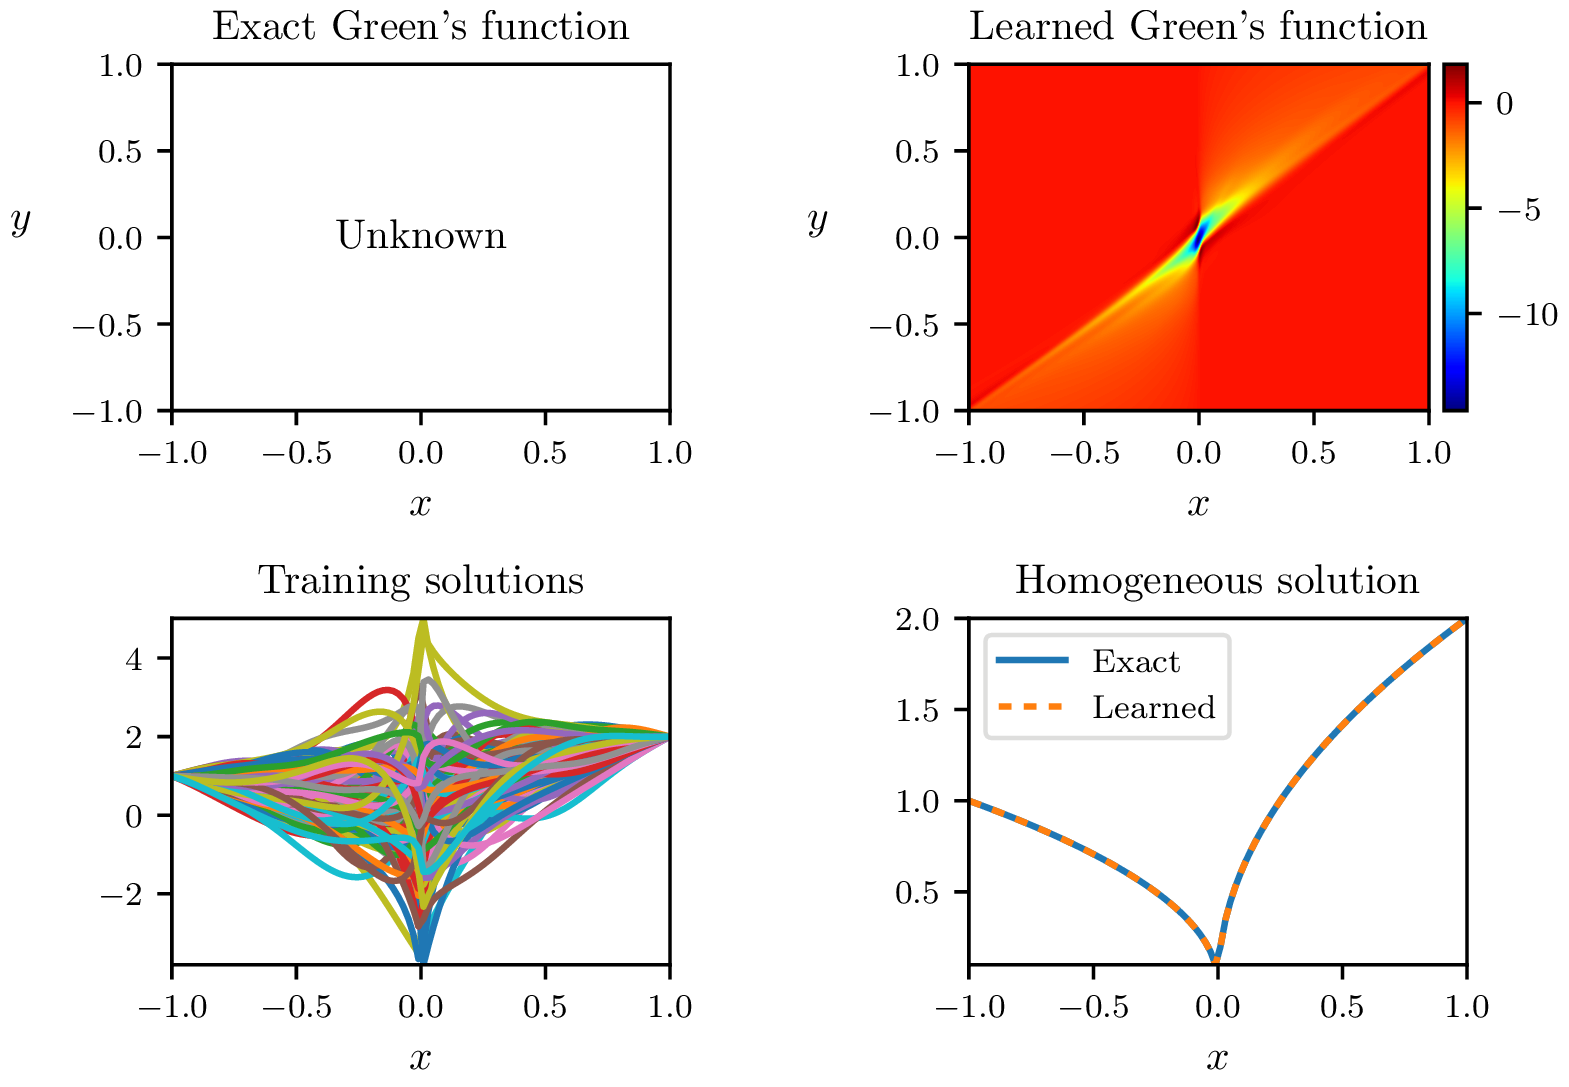 Exact Green's function
1.0
0.5
0.0
−0.5
−1.0
y
Unknown
−1.0 −0.5 0.0 0.5 1.0
x
Learned Green's function
1.0
0.5
0.0
−0.5
−1.0
y
−1.0 −0.5 0.0 0.5 1.0
x
0
−5
−10
Training solutions
4
2
0
−2
−1.0 −0.5 0.0 0.5 1.0
x
Homogeneous solution
2.0
1.5
1.0
0.5
Exact
Learned
−1.0 −0.5 0.0 0.5 1.0
x